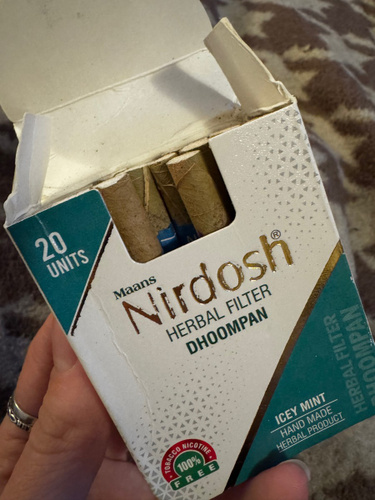 20
UNITS
Maans
Nirdosh®
HERBAL FILTER
DHOOMPAN
ICEY MINT
HAND MADE
HERBAL PRODUCT
HERBAL FILTER
DHOOMPAN
TOBACCO NICOTINE
100%
FREE